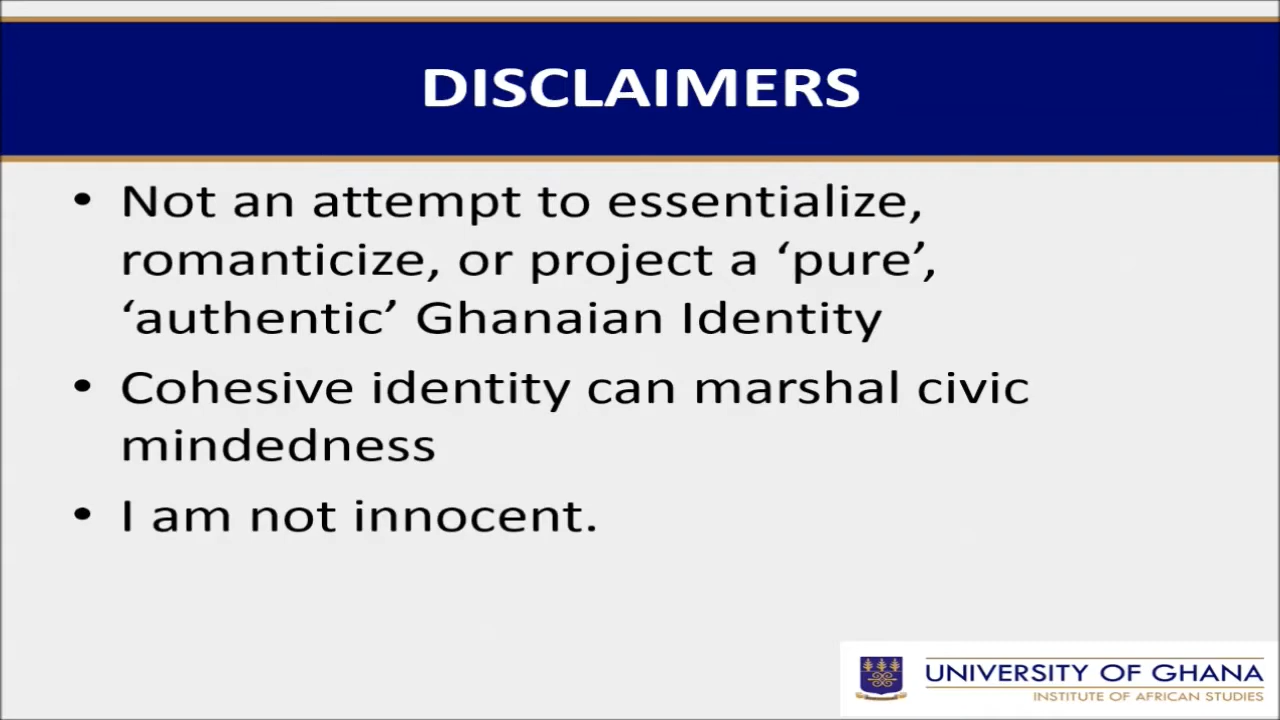 DISCLAIMERS
• Not an attempt to essentialize,
romanticize, or project a ‘pure’,
‘authentic’ Ghanaian Identity
• Cohesive identity can marshal civic
mindedness
• I am not innocent.
UNIVERSITY OF GHANA
INSTITUTE OF AFRICAN STUDIES